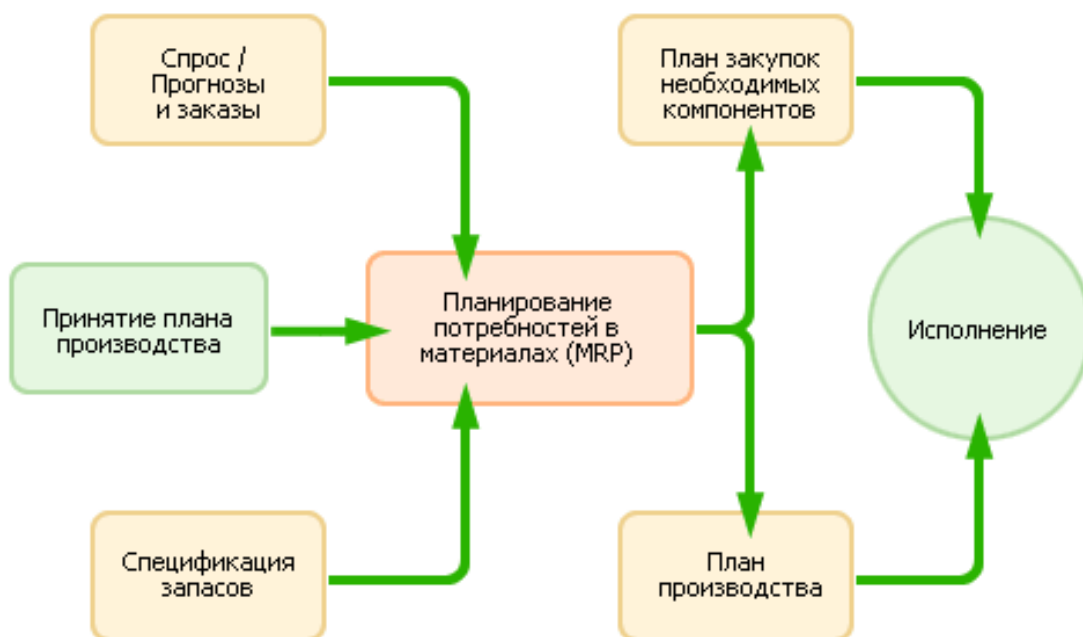 Спрос /
Прогнозы
и заказы
План закупок
необходимых
компонентов
Принятие плана
производства
Планирование
потребностей в
материалах (MRP)
Исполнение
Спецификация
запасов
План
производства